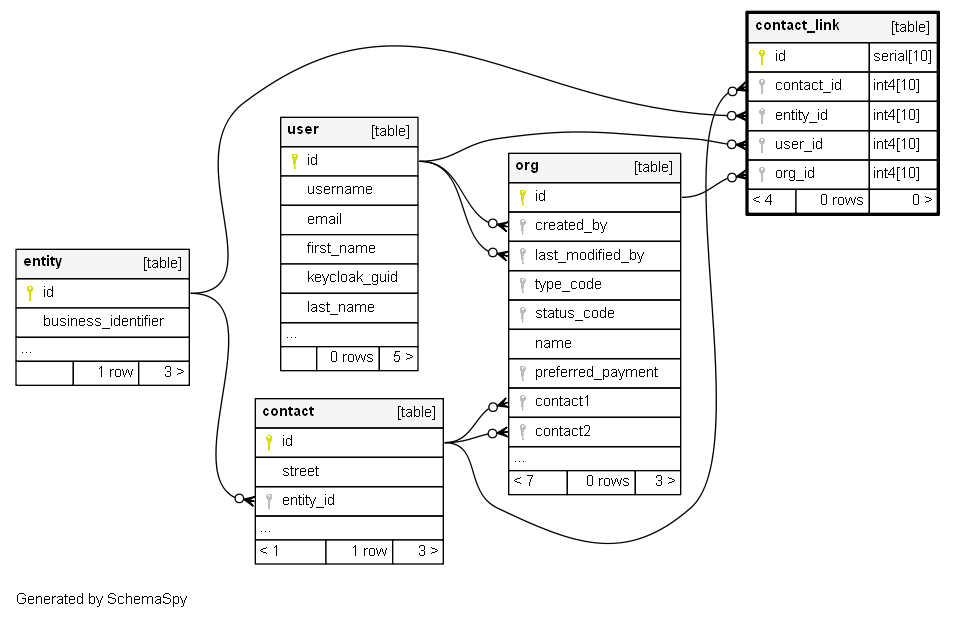 contact_link [table]
id serial[10]
contact_id int4[10]
entity_id int4[10]
user_id int4[10]
org_id int4[10]
< 4 0 rows 0 >
user [table]
id
username
email
first_name
keycloak_guid
last_name
...
0 rows 5 >
org [table]
id
created_by
last_modified_by
type_code
status_code
name
preferred_payment
contact1
contact2
...
< 7 0 rows 3 >
entity [table]
id
business_identifier
...
1 row 3 >
contact [table]
id
street
entity_id
...
< 1 1 row 3 >
Generated by SchemaSpy